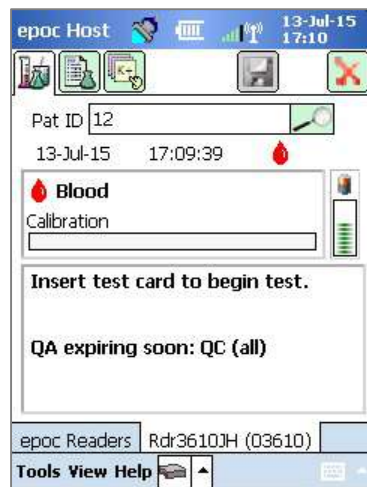 epoc Host 13-Jul-15
17:10
K+
Pat ID 12
13-Jul-15 17:09:39
Blood
Calibration
Insert test card to begin test.
QA expiring soon: QC (all)
epoc Readers Rdr3610JH (03610)
Tools View Help